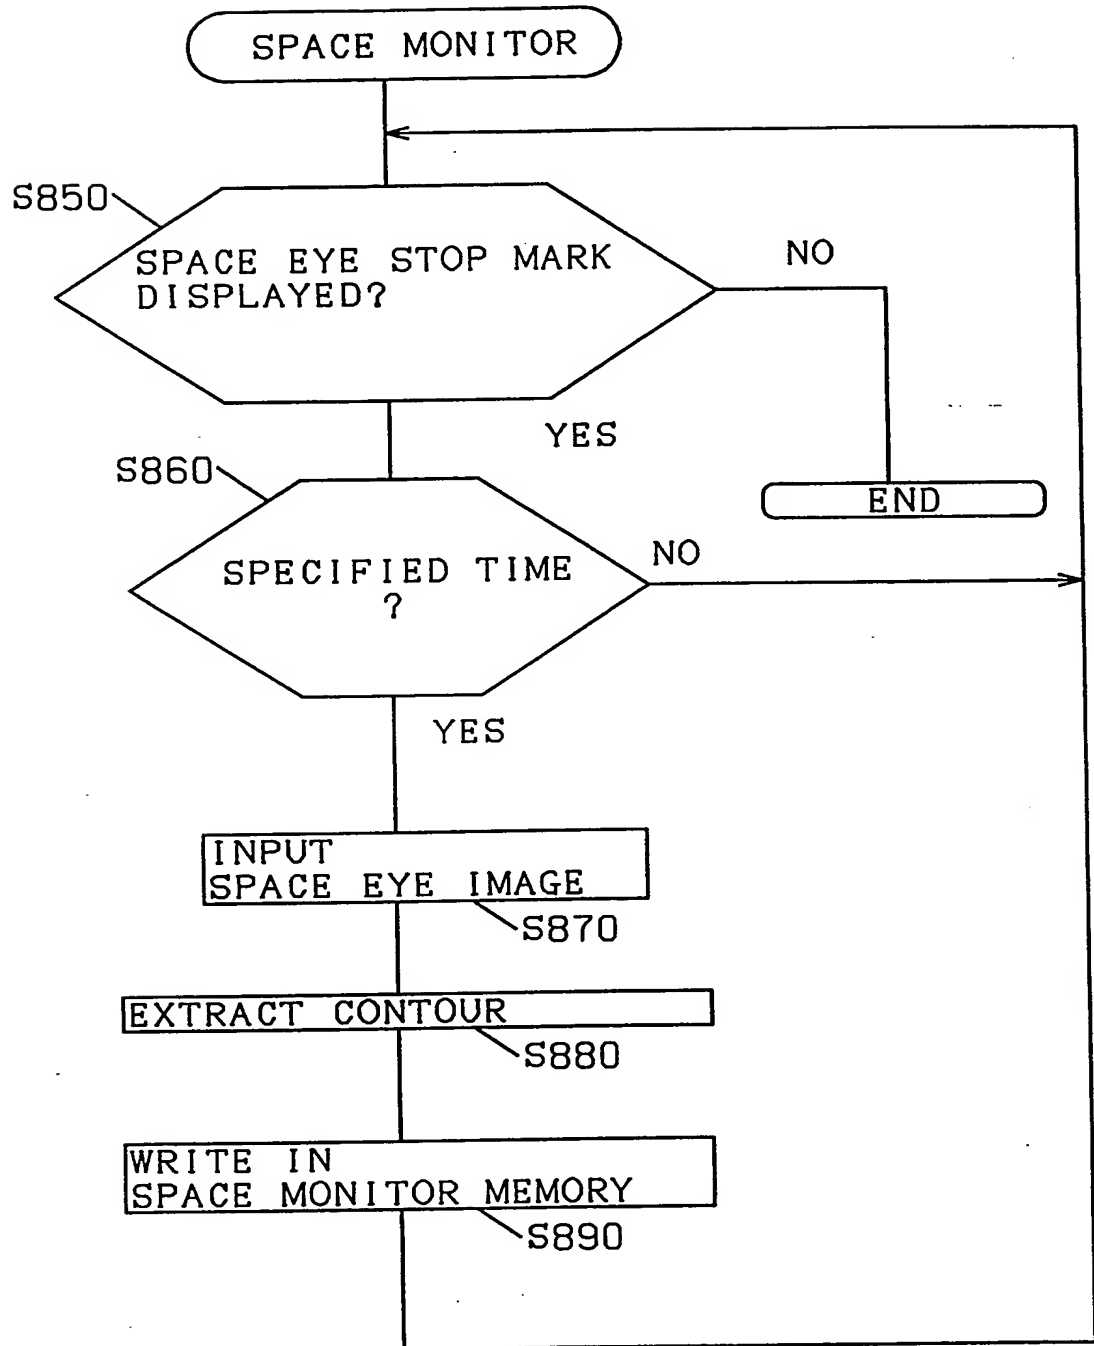 SPACE MONITOR
S850
SPACE EYE STOP MARK
DISPLAYED?
NO
YES
S860
END
SPECIFIED TIME
?
NO
YES
INPUT
SPACE EYE IMAGE
S870
EXTRACT CONTOUR
S880
WRITE IN
SPACE MONITOR MEMORY
S890